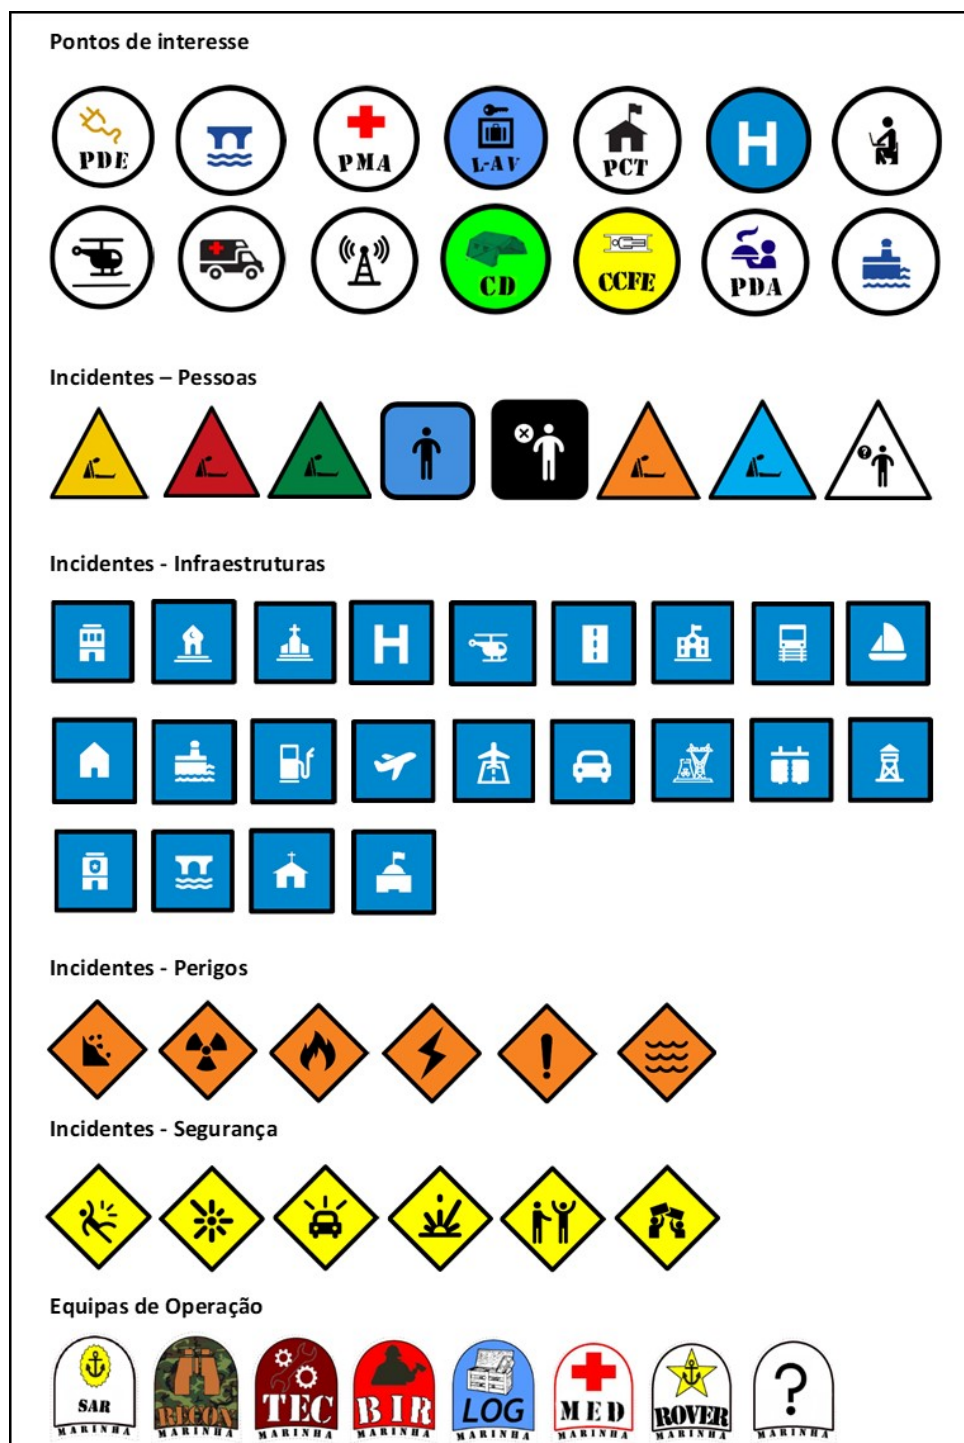 Pontos de interesse
PDE
PMA
L-AV
PCT
H
CD
CCFE
PDA
Incidentes – Pessoas
?
Incidentes - Infraestruturas
H
Incidentes - Perigos
!
Incidentes - Segurança
Equipas de Operação
SAR
MARINHA
RECON
MARINHA
TEC
MARINHA
BIR
MARINHA
LOG
MARINHA
MED
MARINHA
ROVER
MARINHA
?
MARINHA